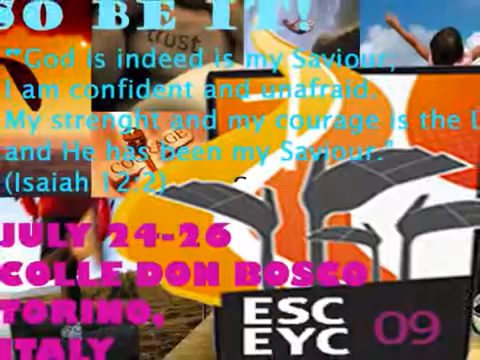 SO BE IT!
"God is indeed is my Saviour,
I am confident and unafraid.
My strenght and my courage is the
and He has been my Saviour."
(Isaiah 12:2)
trust
COURAGE
JULY 24-26
COLLE DON BOSCO
TORINO,
ITALY
ESC
EYC 09